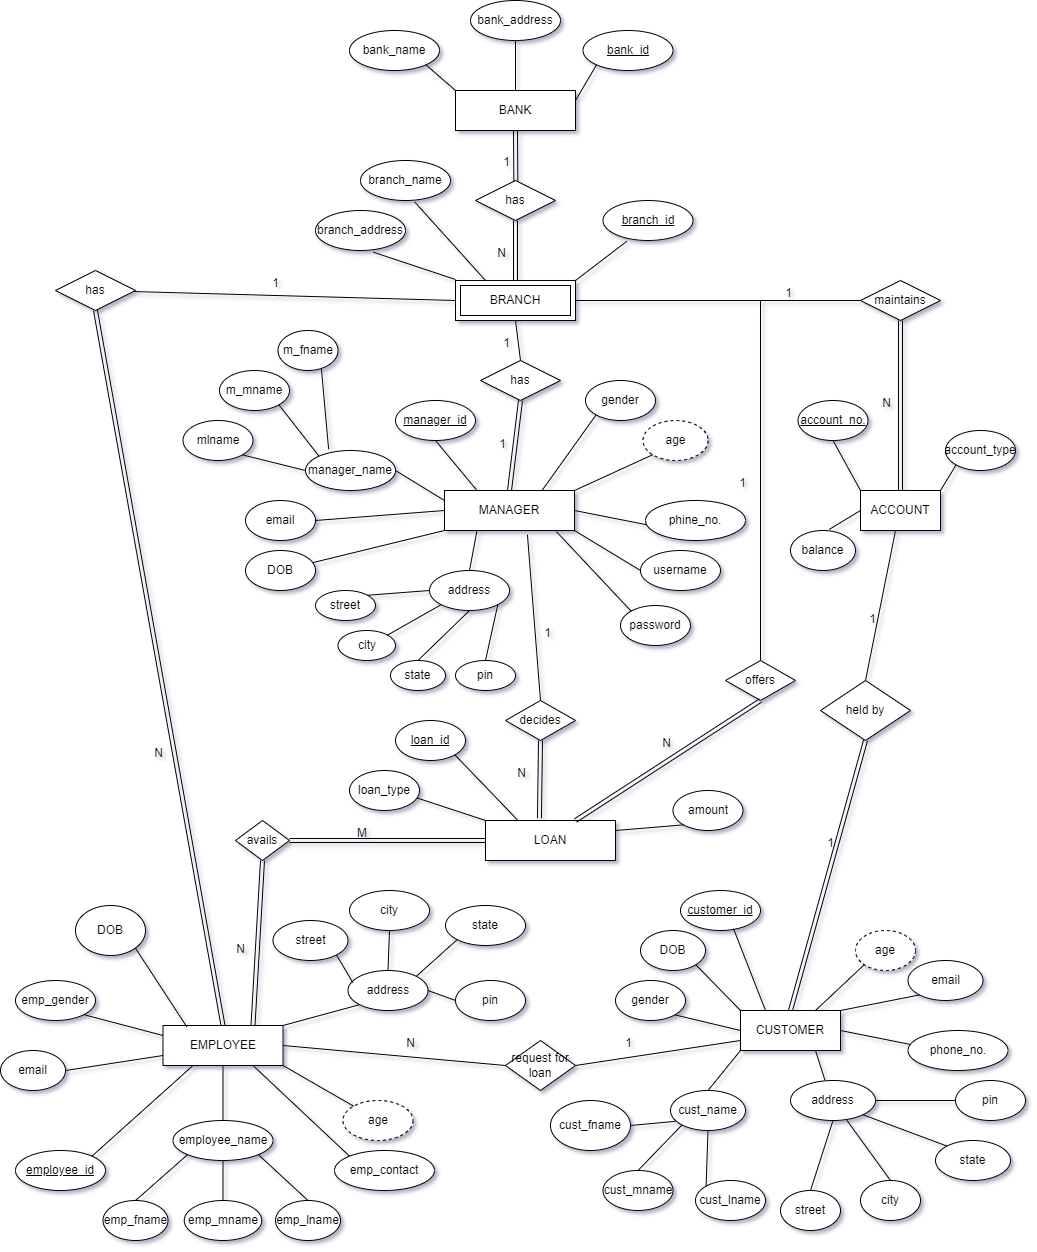 bank_address
bank_name
bank_id
BANK
1
branch_name
has
branch_address
branch_id
N
has
1
BRANCH
1
maintains
1
m_fname
has
m_mname
gender
N
manager_id
account_no.
mlname
age
1
account_type
manager_name
1
MANAGER
ACCOUNT
email
phine_no.
balance
DOB
username
address
street
password
1
1
city
state
pin
offers
held by
decides
loan_id
N
N
N
loan_type
amount
M
avails
LOAN
1
city
customer_id
state
DOB
street
N
DOB
age
email
address
emp_gender
pin
gender
CUSTOMER
EMPLOYEE
N
1
phone_no.
request for
loan
email
address
pin
age
cust_name
cust_fname
employee_name
state
employee_id
emp_contact
cust_mname
cust_lname
city
street
emp_fname
emp_mname
emp_lname